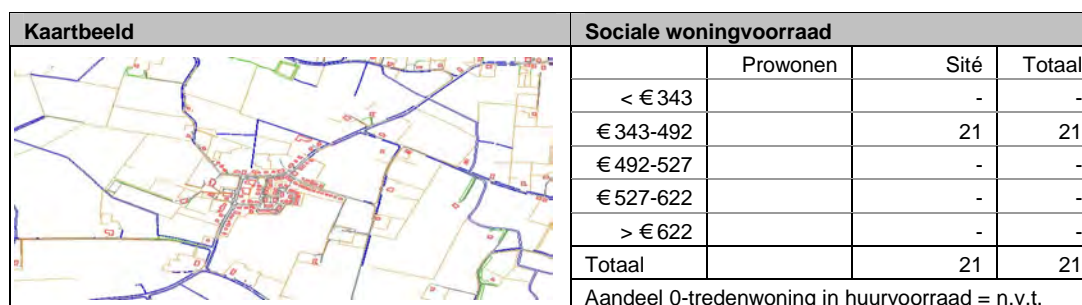 Kaartbeeld Sociale woningvoorraad
Prowonen Sité Totaal
< € 343 - -
€ 343-492 21 21
€ 492-527 - -
€ 527-622 - -
> € 622 - -
Totaal 21 21
Aandeel 0-tredenwoning in huurvoorraad = n.v.t.